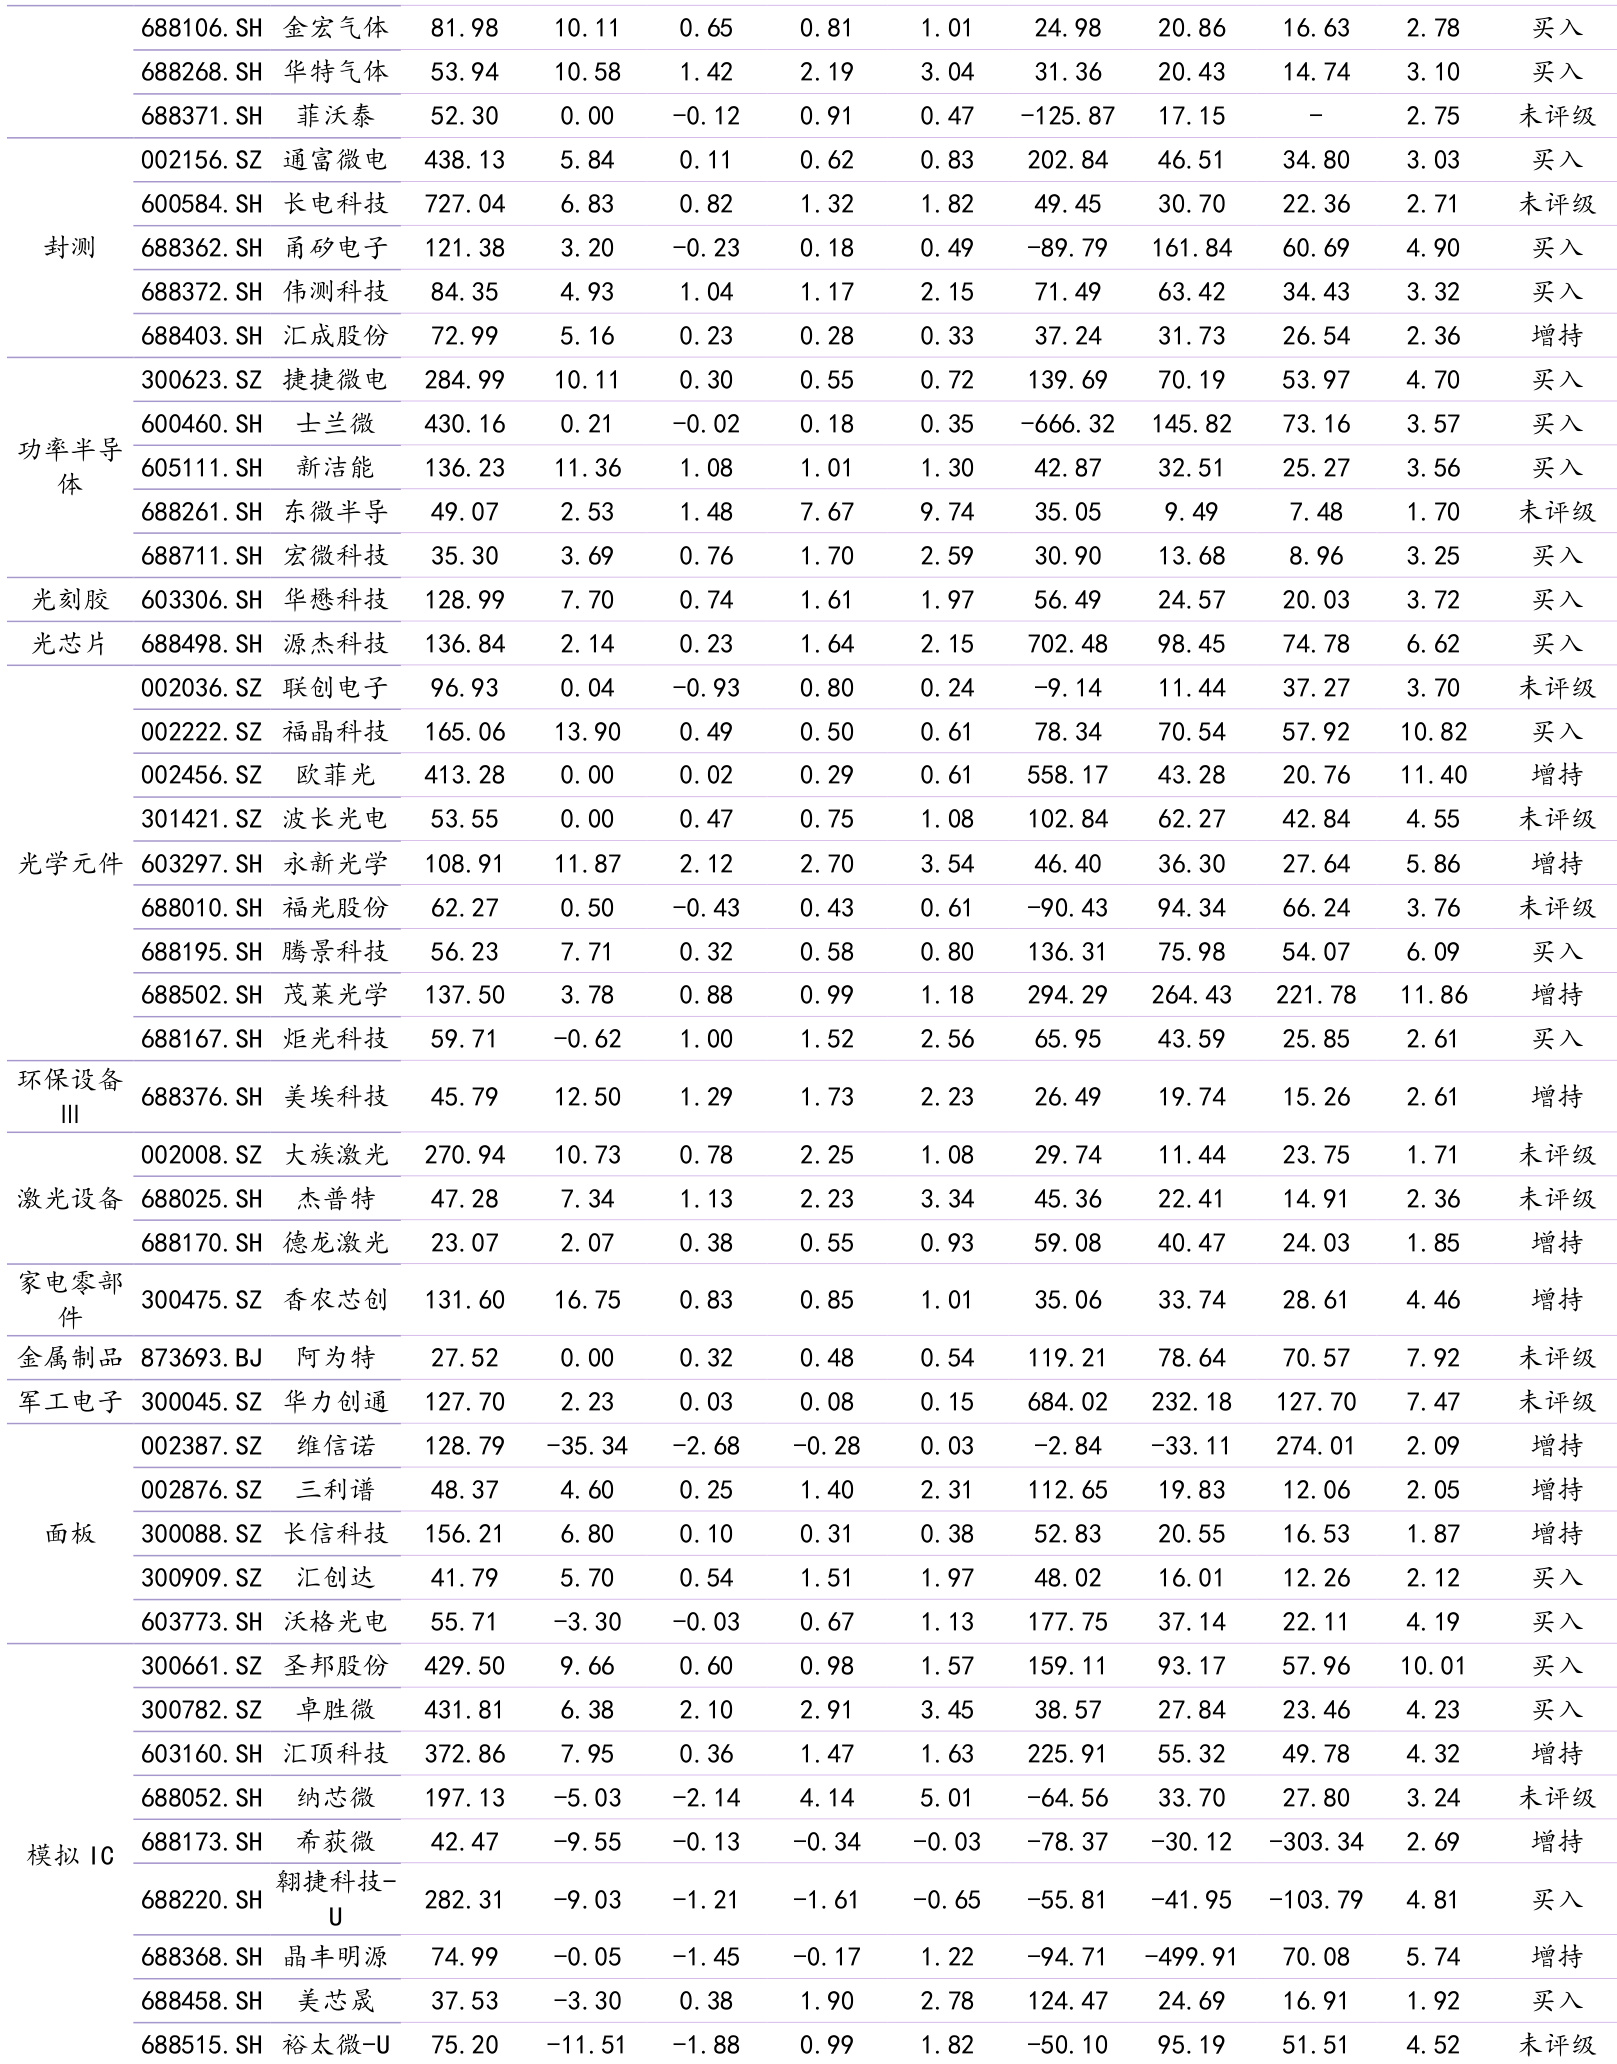 688106.SH 金宏气体 81.98 10.11 0.65 0.81 1.01 24.98 20.86 16.63 2.78 买入
688268.SH 华特气体 53.94 10.58 1.42 2.19 3.04 31.36 20.43 14.74 3.10 买入
688371.SH 菲沃泰 52.30 0.00 -0.12 0.91 0.47 -125.87 17.15 - 2.75 未评级
封测
002156.SZ 通富微电 438.13 5.84 0.11 0.62 0.83 202.84 46.51 34.80 3.03 买入
600584.SH 长电科技 727.04 6.83 0.82 1.32 1.82 49.45 30.70 22.36 2.71 未评级
688362.SH 甬矽电子 121.38 3.20 -0.23 0.18 0.49 -89.79 161.84 60.69 4.90 买入
688372.SH 伟测科技 84.35 4.93 1.04 1.17 2.15 71.49 63.42 34.43 3.32 买入
688403.SH 汇成股份 72.99 5.16 0.23 0.28 0.33 37.24 31.73 26.54 2.36 增持
功率半导
体
300623.SZ 捷捷微电 284.99 10.11 0.30 0.55 0.72 139.69 70.19 53.97 4.70 买入
600460.SH 士兰微 430.16 0.21 -0.02 0.18 0.35 -666.32 145.82 73.16 3.57 买入
605111.SH 新洁能 136.23 11.36 1.08 1.01 1.30 42.87 32.51 25.27 3.56 买入
688261.SH 东微半导 49.07 2.53 1.48 7.67 9.74 35.05 9.49 7.48 1.70 未评级
688711.SH 宏微科技 35.30 3.69 0.76 1.70 2.59 30.90 13.68 8.96 3.25 买入
光刻胶 603306.SH 华懋科技 128.99 7.70 0.74 1.61 1.97 56.49 24.57 20.03 3.72 买入
光芯片 688498.SH 源杰科技 136.84 2.14 0.23 1.64 2.15 702.48 98.45 74.78 6.62 买入
光学元件
002036.SZ 联创电子 96.93 0.04 -0.93 0.80 0.24 -9.14 11.44 37.27 3.70 未评级
002222.SZ 福晶科技 165.06 13.90 0.49 0.50 0.61 78.34 70.54 57.92 10.82 买入
002456.SZ 欧菲光 413.28 0.00 0.02 0.29 0.61 558.17 43.28 20.76 11.40 增持
301421.SZ 波长光电 53.55 0.00 0.47 0.75 1.08 102.84 62.27 42.84 4.55 未评级
603297.SH 永新光学 108.91 11.87 2.12 2.70 3.54 46.40 36.30 27.64 5.86 增持
688010.SH 福光股份 62.27 0.50 -0.43 0.43 0.61 -90.43 94.34 66.24 3.76 未评级
688195.SH 腾景科技 56.23 7.71 0.32 0.58 0.80 136.31 75.98 54.07 6.09 买入
688502.SH 茂莱光学 137.50 3.78 0.88 0.99 1.18 294.29 264.43 221.78 11.86 增持
688167.SH 炬光科技 59.71 -0.62 1.00 1.52 2.56 65.95 43.59 25.85 2.61 买入
环保设备
Ⅲ
688376.SH 美埃科技 45.79 12.50 1.29 1.73 2.23 26.49 19.74 15.26 2.61 增持
激光设备
002008.SZ 大族激光 270.94 10.73 0.78 2.25 1.08 29.74 11.44 23.75 1.71 未评级
688025.SH 杰普特 47.28 7.34 1.13 2.23 3.34 45.36 22.41 14.91 2.36 未评级
688170.SH 德龙激光 23.07 2.07 0.38 0.55 0.93 59.08 40.47 24.03 1.85 增持
家电零部
件
300475.SZ 香农芯创 131.60 16.75 0.83 0.85 1.01 35.06 33.74 28.61 4.46 增持
金属制品 873693.BJ 阿为特 27.52 0.00 0.32 0.48 0.54 119.21 78.64 70.57 7.92 未评级
军工电子 300045.SZ 华力创通 127.70 2.23 0.03 0.08 0.15 684.02 232.18 127.70 7.47 未评级
面板
002387.SZ 维信诺 128.79 -35.34 -2.68 -0.28 0.03 -2.84 -33.11 274.01 2.09 增持
002876.SZ 三利谱 48.37 4.60 0.25 1.40 2.31 112.65 19.83 12.06 2.05 增持
300088.SZ 长信科技 156.21 6.80 0.10 0.31 0.38 52.83 20.55 16.53 1.87 增持
300909.SZ 汇创达 41.79 5.70 0.54 1.51 1.97 48.02 16.01 12.26 2.12 买入
603773.SH 沃格光电 55.71 -3.30 -0.03 0.67 1.13 177.75 37.14 22.11 4.19 买入
模拟 IC
300661.SZ 圣邦股份 429.50 9.66 0.60 0.98 1.57 159.11 93.17 57.96 10.01 买入
300782.SZ 卓胜微 431.81 6.38 2.10 2.91 3.45 38.57 27.84 23.46 4.23 买入
603160.SH 汇顶科技 372.86 7.95 0.36 1.47 1.63 225.91 55.32 49.78 4.32 增持
688052.SH 纳芯微 197.13 -5.03 -2.14 4.14 5.01 -64.56 33.70 27.80 3.24 未评级
688173.SH 希荻微 42.47 -9.55 -0.13 -0.34 -0.03 -78.37 -30.12 -303.34 2.69 增持
688220.SH 翱捷科技-
U 282.31 -9.03 -1.21 -1.61 -0.65 -55.81 -41.95 -103.79 4.81 买入
688368.SH 晶丰明源 74.99 -0.05 -1.45 -0.17 1.22 -94.71 -499.91 70.08 5.74 增持
688458.SH 美芯晟 37.53 -3.30 0.38 1.90 2.78 124.47 24.69 16.91 1.92 买入
688515.SH 裕太微-U 75.20 -11.51 -1.88 0.99 1.82 -50.10 95.19 51.51 4.52 未评级